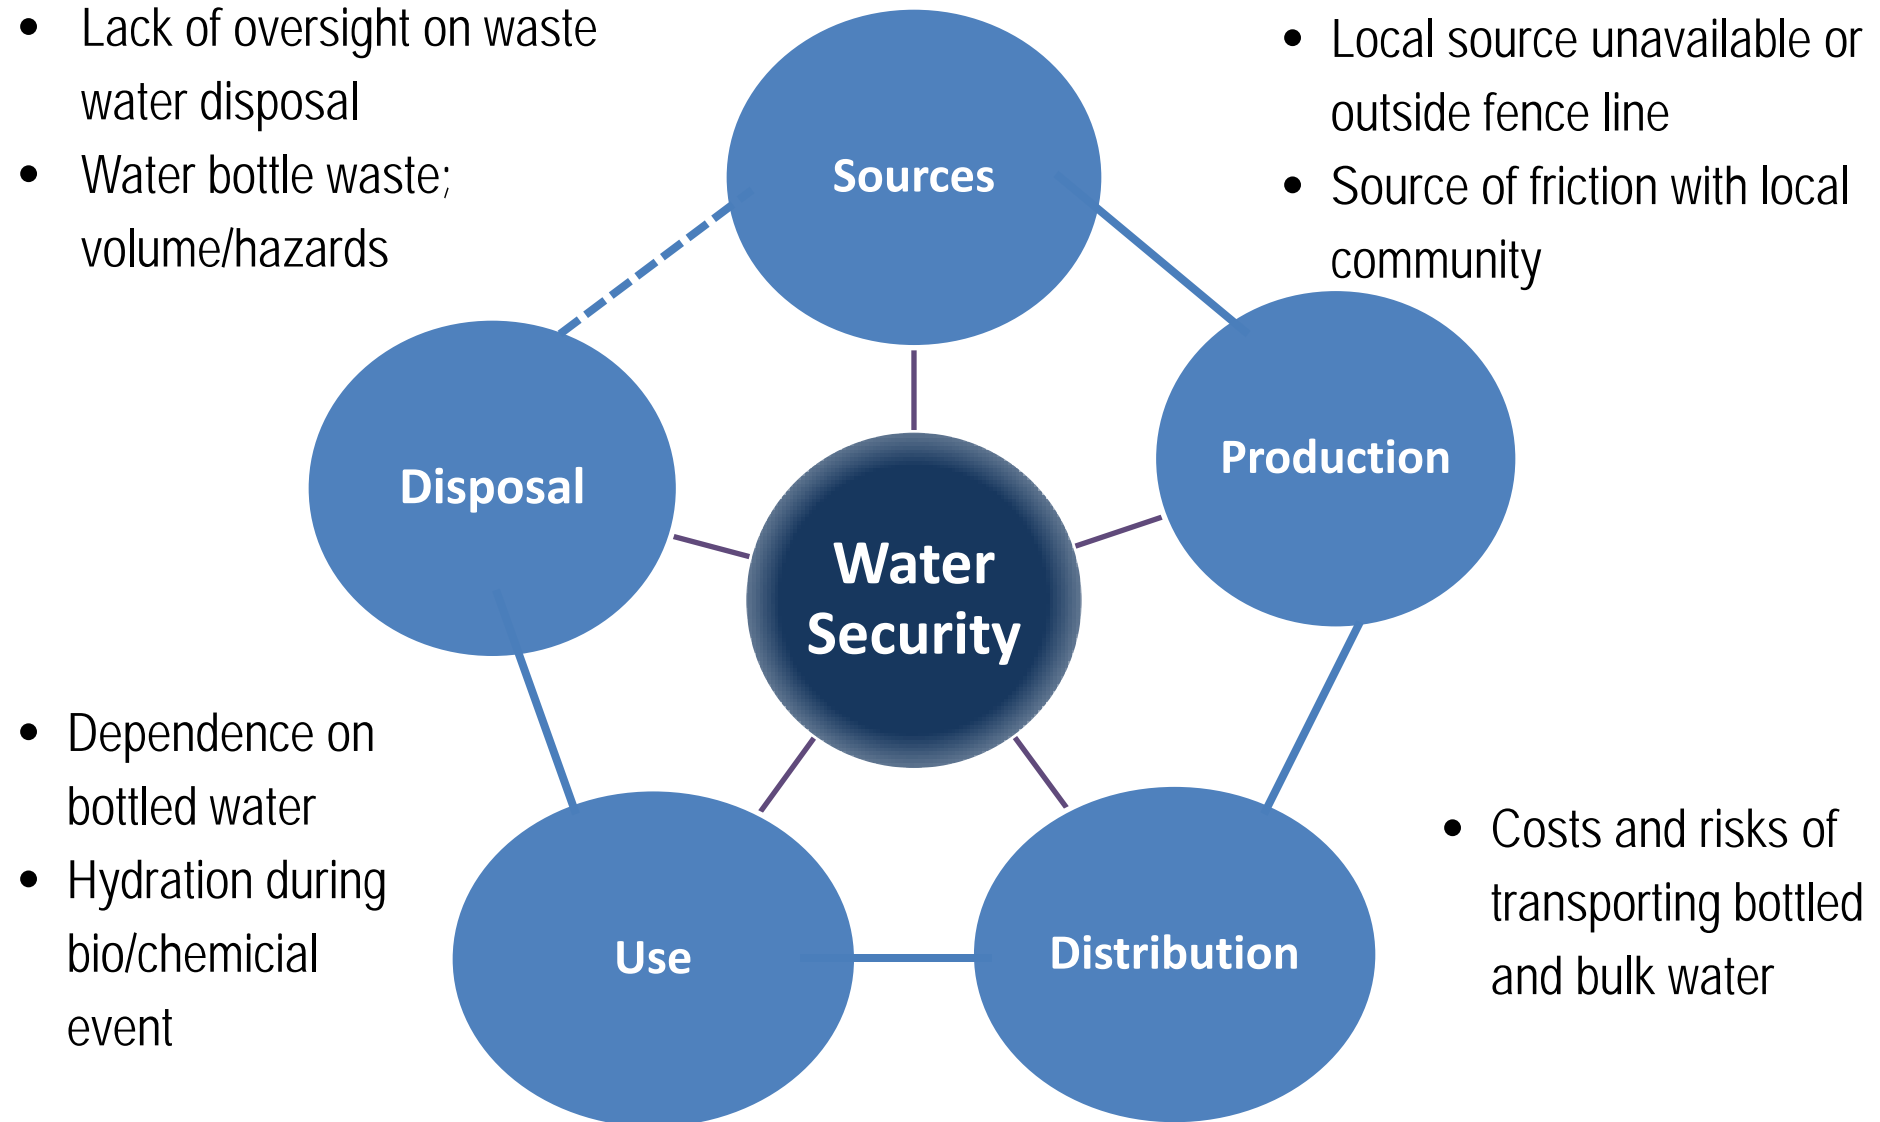 • Lack of oversight on waste
water disposal
• Water bottle waste;
volume/hazards
• Local source unavailable or
outside fence line
• Source of friction with local
community
Sources
Production
Disposal
Water
Security
• Dependence on
bottled water
• Hydration during
bio/chemicial
event
Use
Distribution
• Costs and risks of
transporting bottled
and bulk water